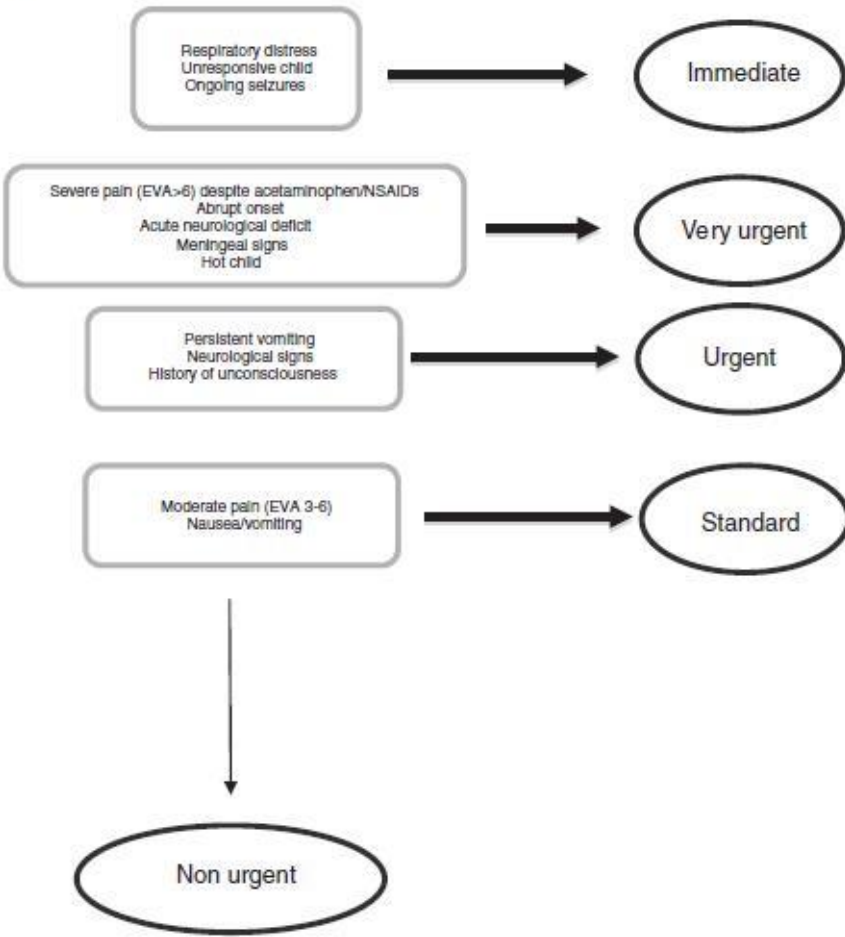 Respiratory distress
Unresponsive child
Ongoing seizures
Immediate
Severe pain (EVA>6) despite acetaminophen/NSAIDs
Abrupt onset
Acute neurological deficit
Meningeal signs
Hot child
Very urgent
Persistent vomiting
Neurological signs
History of unconsciousness
Urgent
Moderate pain (EVA 3-6)
Nausea/vomiting
Standard
Non urgent